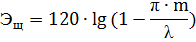 Эщ = 120 · lg (1 − π · m / λ)